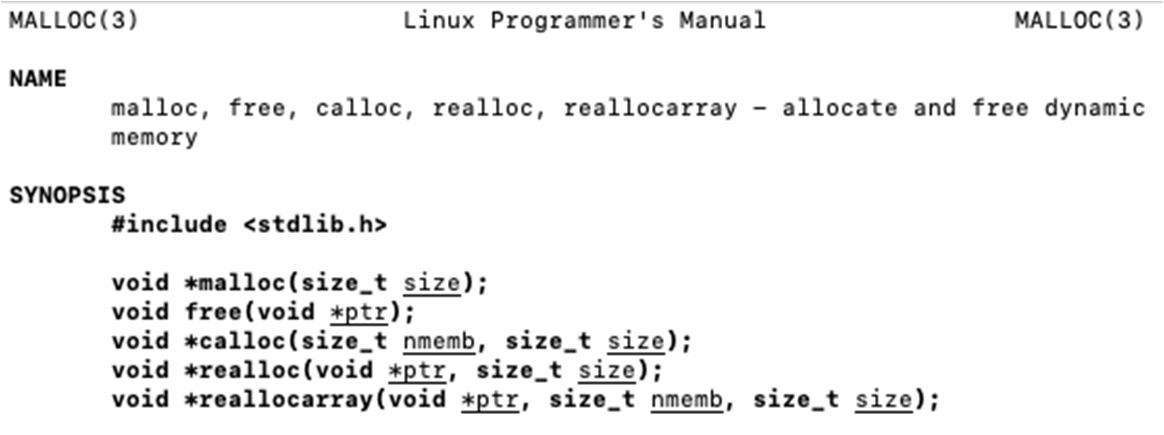 MALLOC(3) Linux Programmer's Manual MALLOC(3)
NAME
malloc, free, calloc, realloc, reallocarray – allocate and free dynamic
memory
SYNOPSIS
#include <stdlib.h>
void *malloc(size_t size);
void free(void *ptr);
void *calloc(size_t nmemb, size_t size);
void *realloc(void *ptr, size_t size);
void *reallocarray(void *ptr, size_t nmemb, size_t size);